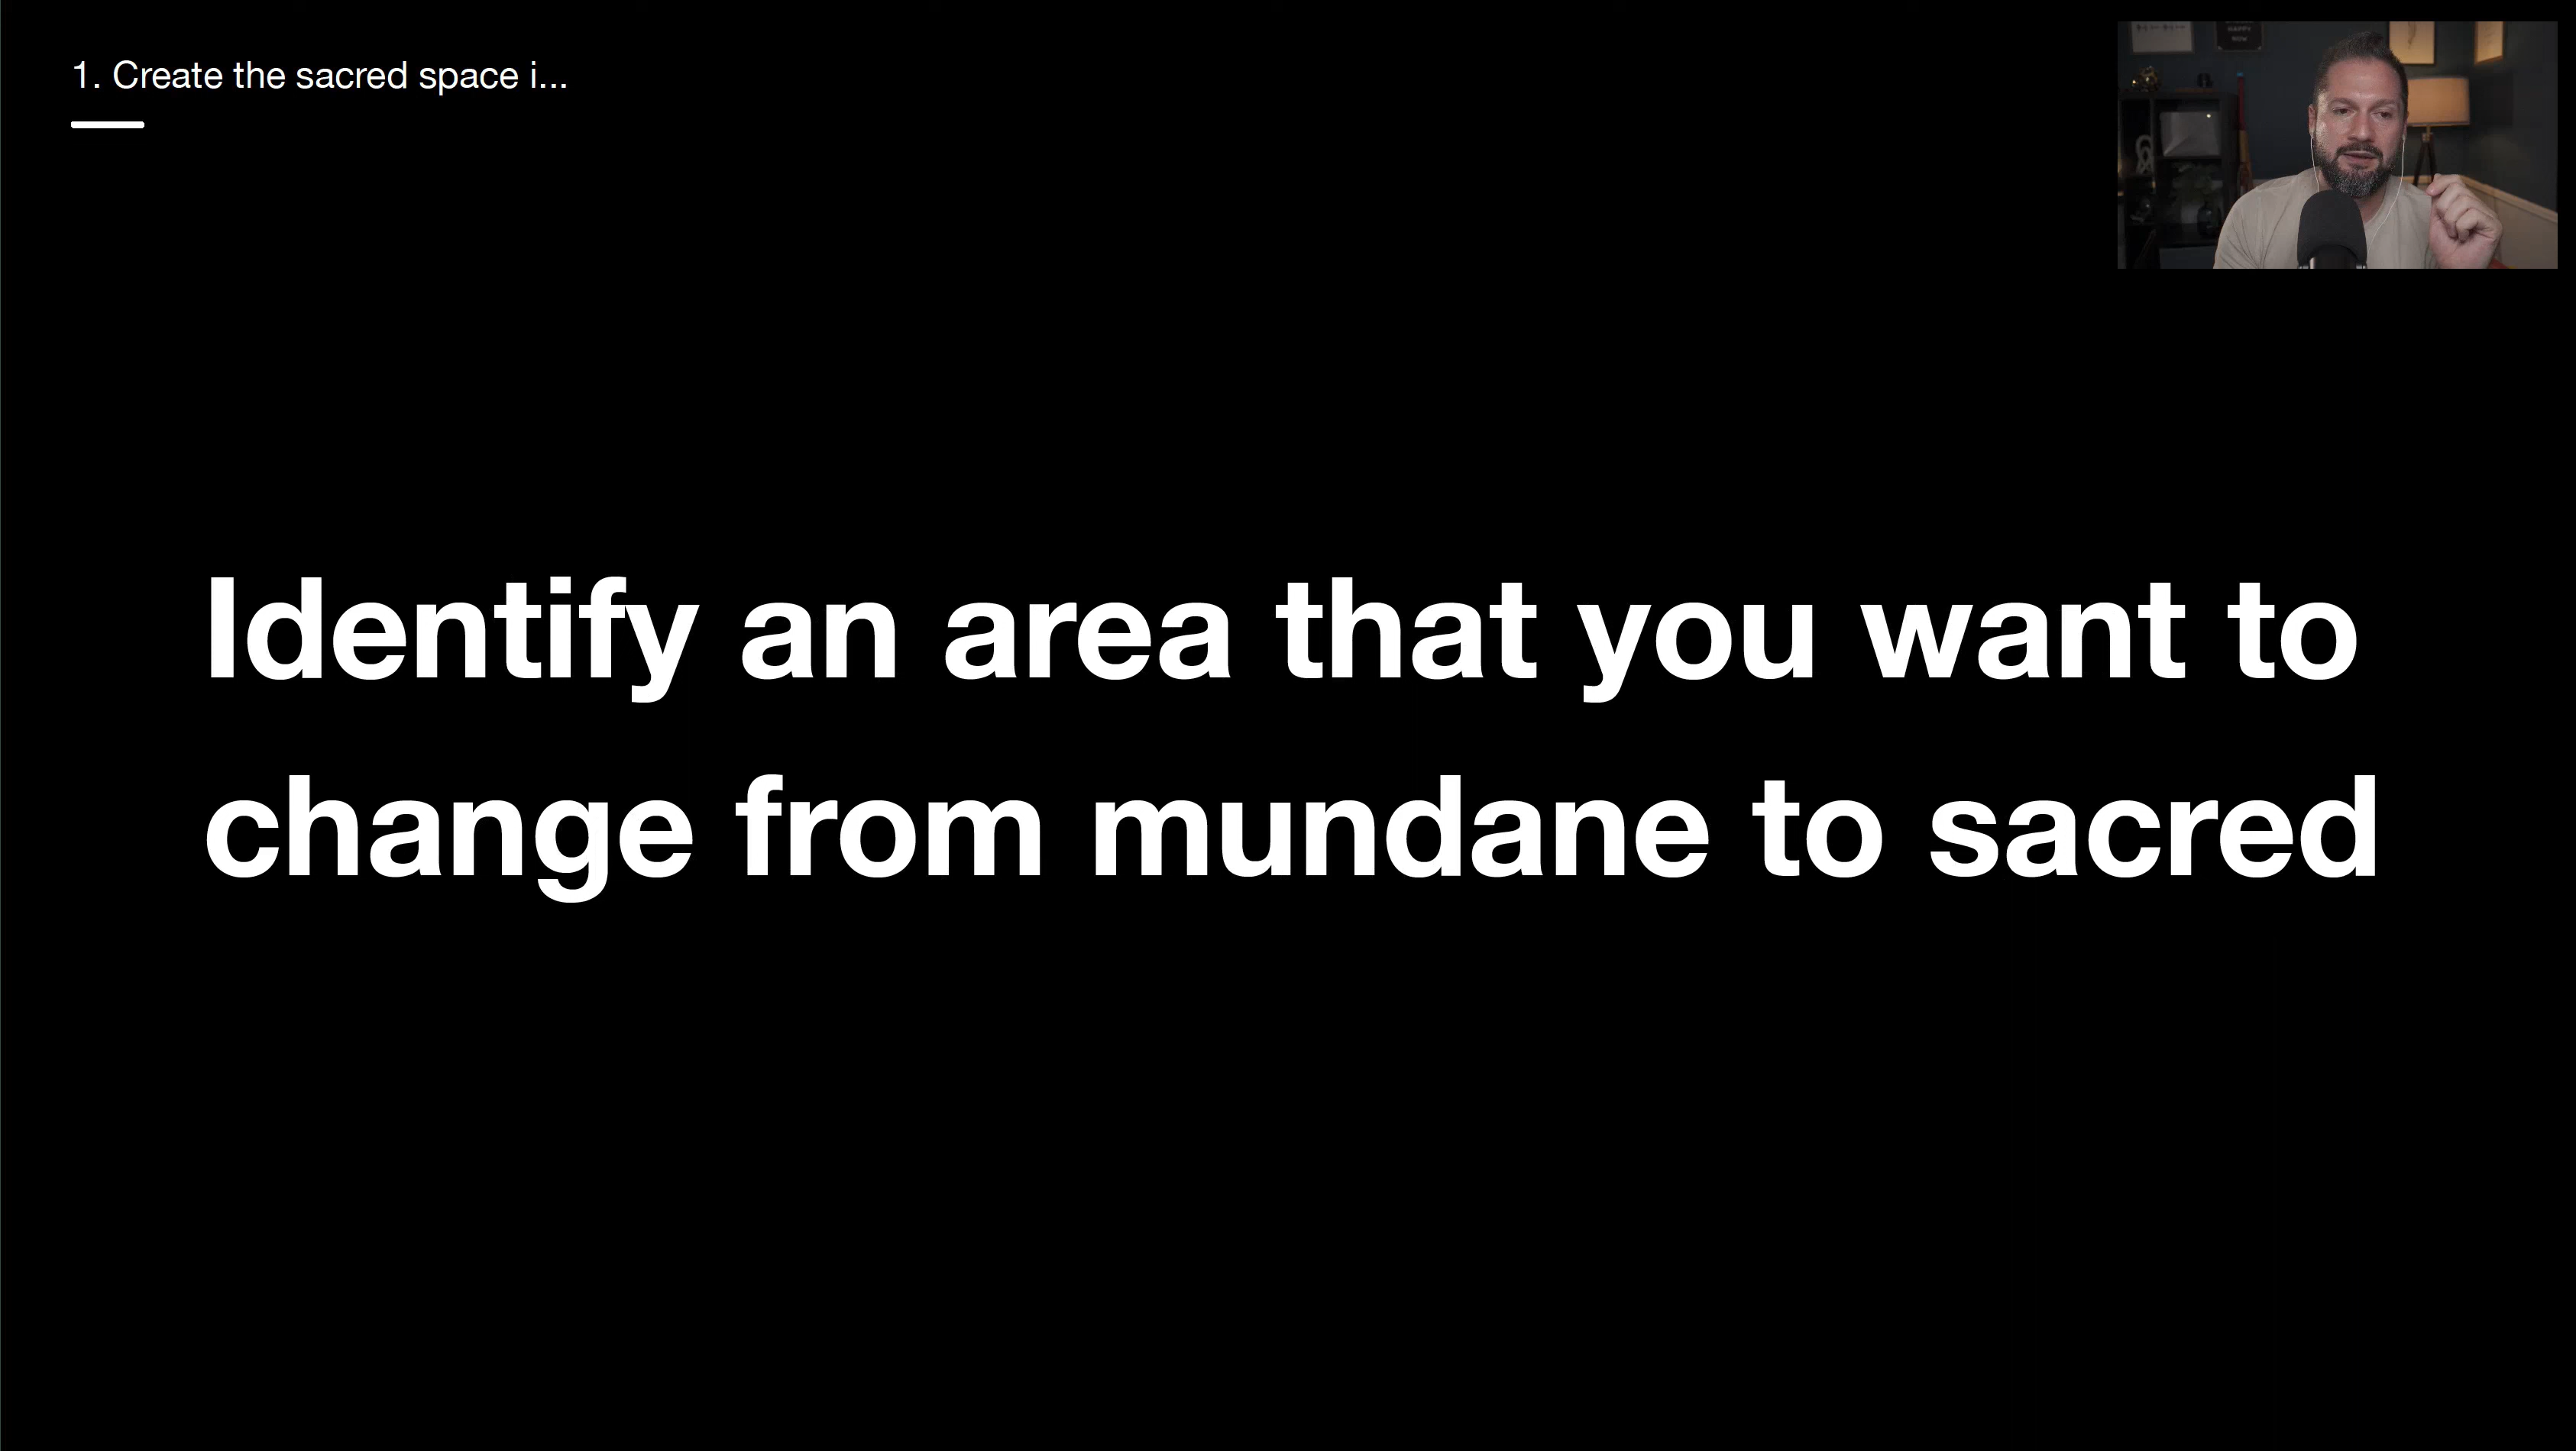 1. Create the sacred space i...
Identify an area that you want to
change from mundane to sacred